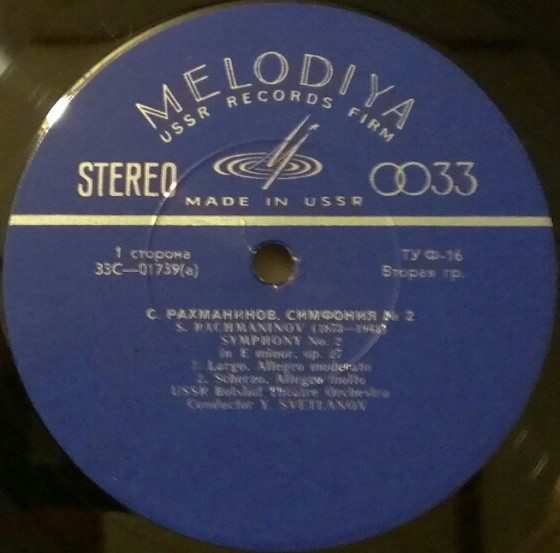 MELODIYA
USSR RECORDS FIRM
STEREO
33
MADE IN USSR
1 сторона
33С—01739(а)
ТУ Ф-16
Вторая гр.
С. РАХМАНИНОВ. СИМФОНИЯ № 2
S. RACHMANINOV (1873—1943)
SYMPHONY No. 2
in E minor, op. 27
1. Largo. Allegro moderato
2. Scherzo. Allegro molto
USSR Bolshoi Theatre Orchestra
Conductor Y. SVETLANOV